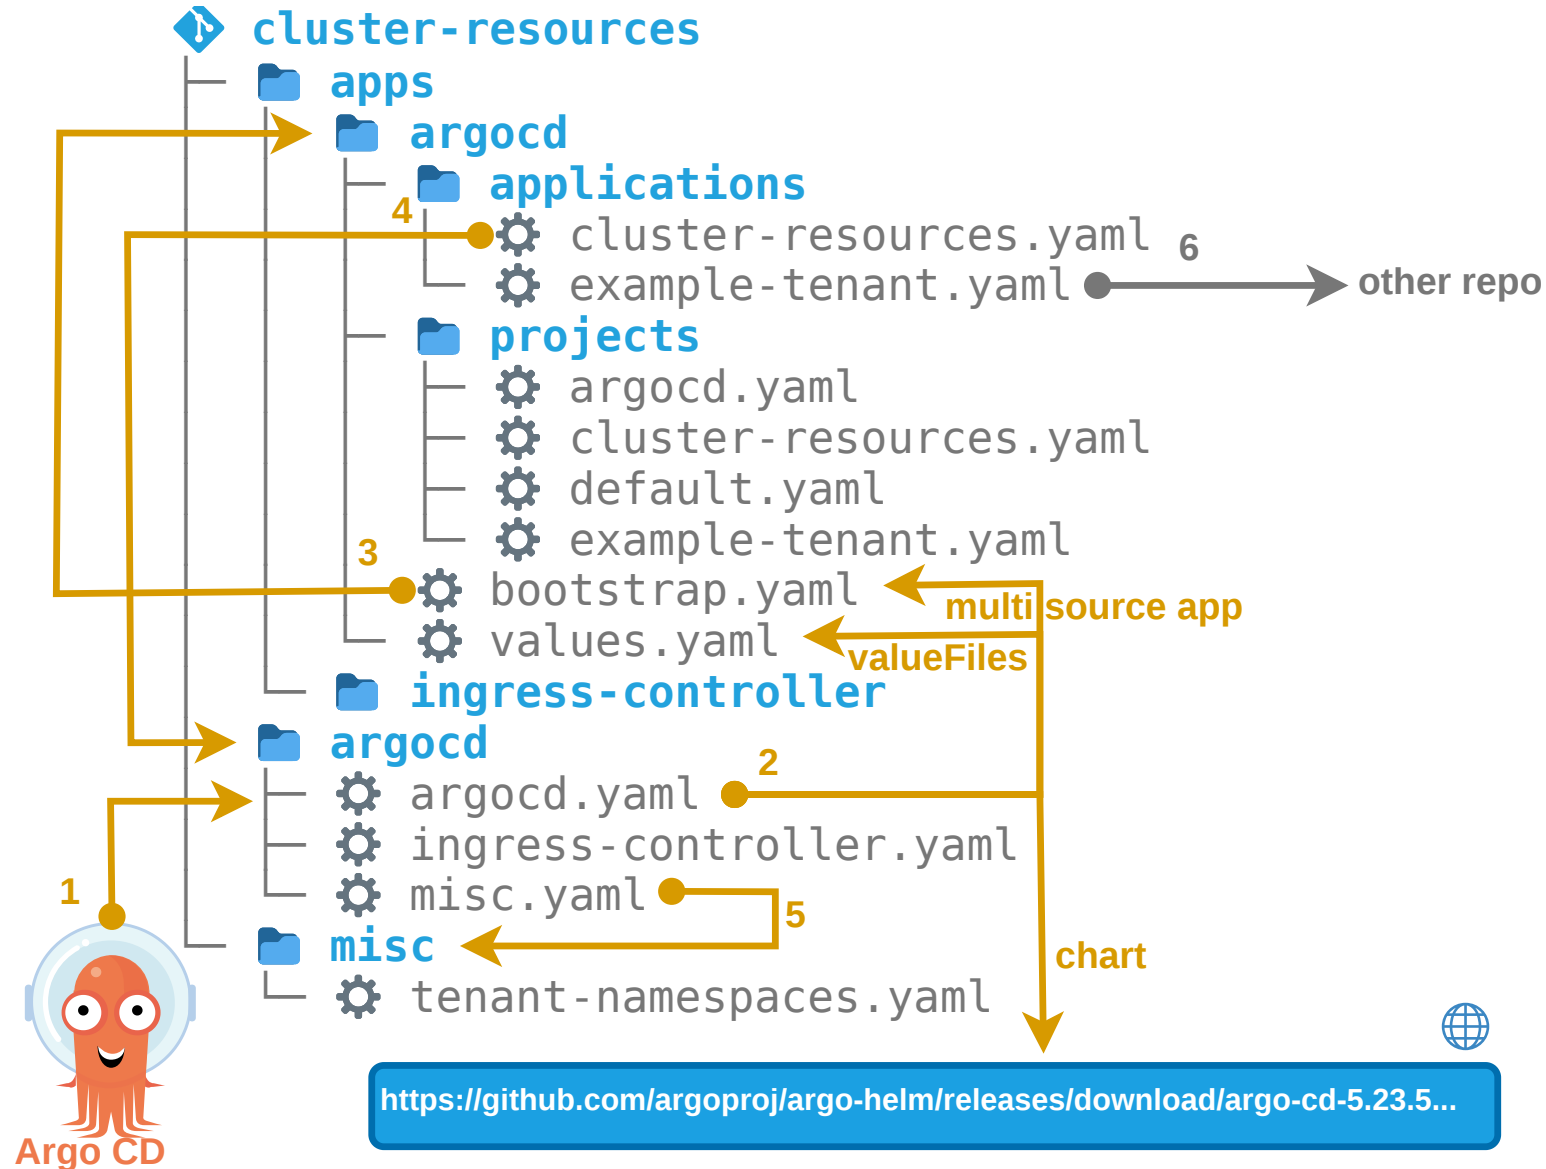 cluster-resources
apps
argocd
applications
4
cluster-resources.yaml
6
example-tenant.yaml
other repo
projects
argocd.yaml
cluster-resources.yaml
default.yaml
example-tenant.yaml
3
bootstrap.yaml
multi source app
values.yaml
valueFiles
ingress-controller
argocd
2
argocd.yaml
ingress-controller.yaml
1
misc.yaml
5
misc
chart
tenant-namespaces.yaml
https://github.com/argoproj/argo-helm/releases/download/argo-cd-5.23.5...
Argo CD